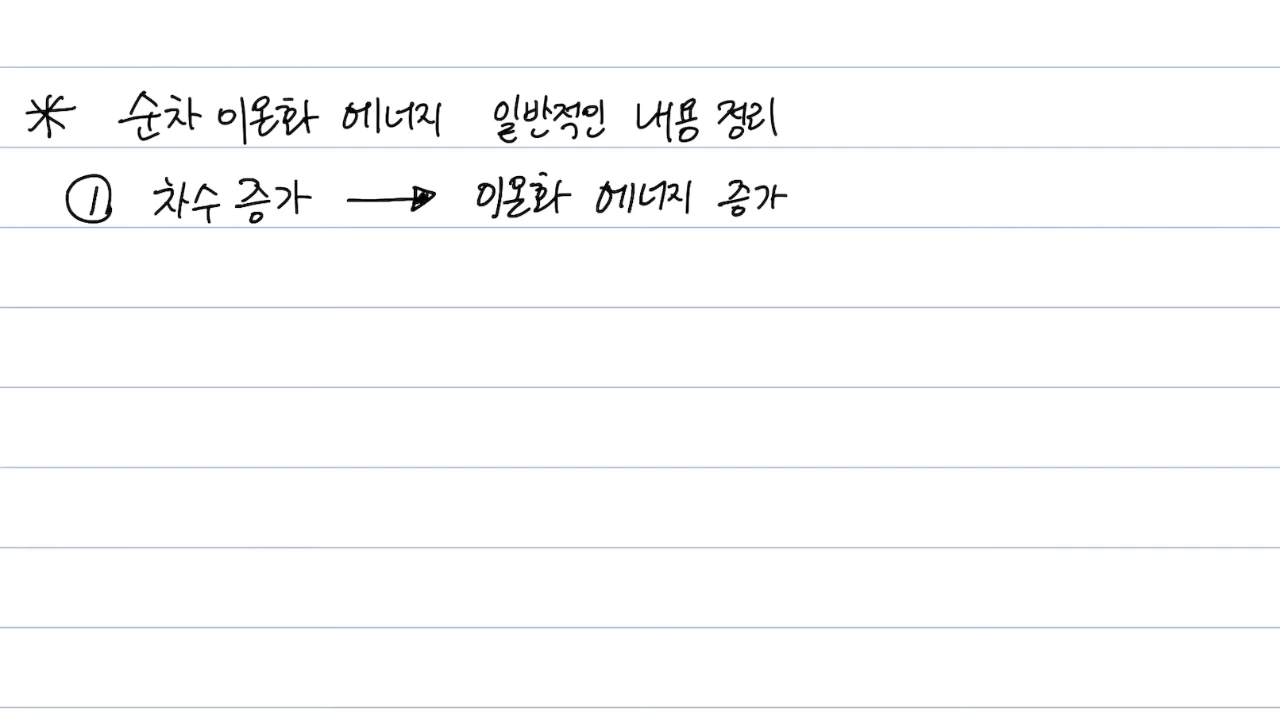 * 순차 이온화 에너지 일반적인 내용 정리
① 차수 증가 → 이온화 에너지 증가